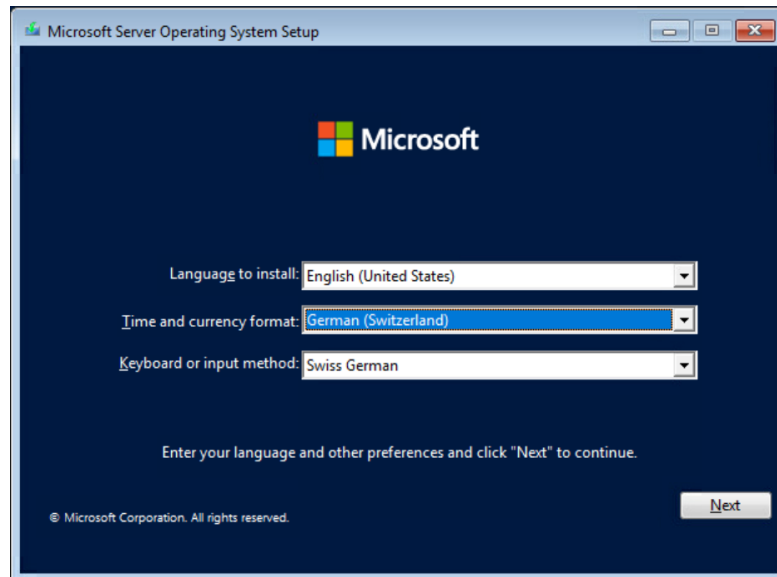 Microsoft Server Operating System Setup
Microsoft
Language to install: English (United States)
Time and currency format: German (Switzerland)
Keyboard or input method: Swiss German
Enter your language and other preferences and click "Next" to continue.
Next
© Microsoft Corporation. All rights reserved.